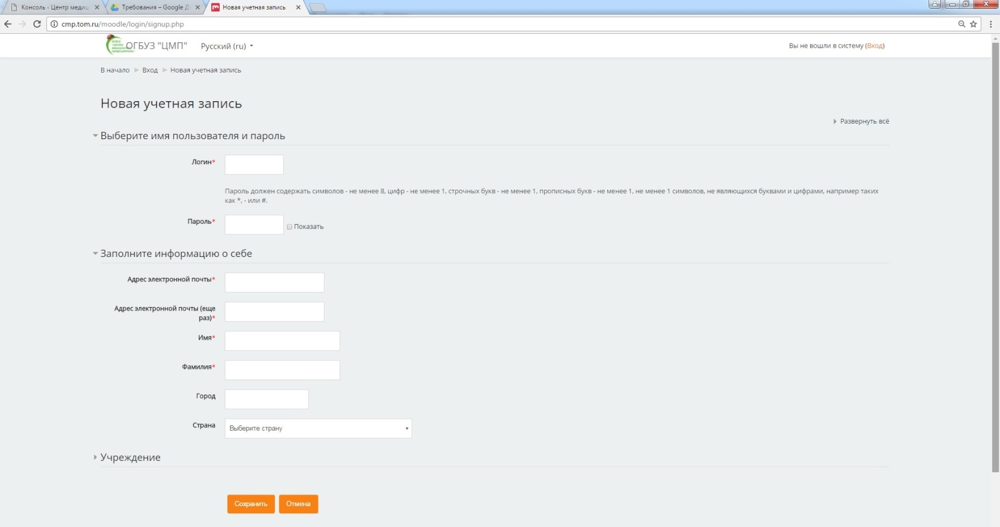 Консоль ‹ Центр медиц
Требования – Google Д
Новая учетная запись
cmp.tom.ru/moodle/login/signup.php
ОГБУЗ "ЦМП"
Русский (ru)
Вы не вошли в систему (Вход)
В начало
Вход
Новая учетная запись
Новая учетная запись
Развернуть всё
Выберите имя пользователя и пароль
Логин*
Пароль должен содержать символов - не менее 8, цифр - не менее 1, строчных букв - не менее 1, прописных букв - не менее 1, не менее 1 символов, не являющихся буквами и цифрами, например таких
как *, - или #.
Пароль*
Показать
Заполните информацию о себе
Адрес электронной почты*
Адрес электронной почты (еще
раз)*
Имя*
Фамилия*
Город
Страна
Выберите страну
Учреждение
Сохранить
Отмена